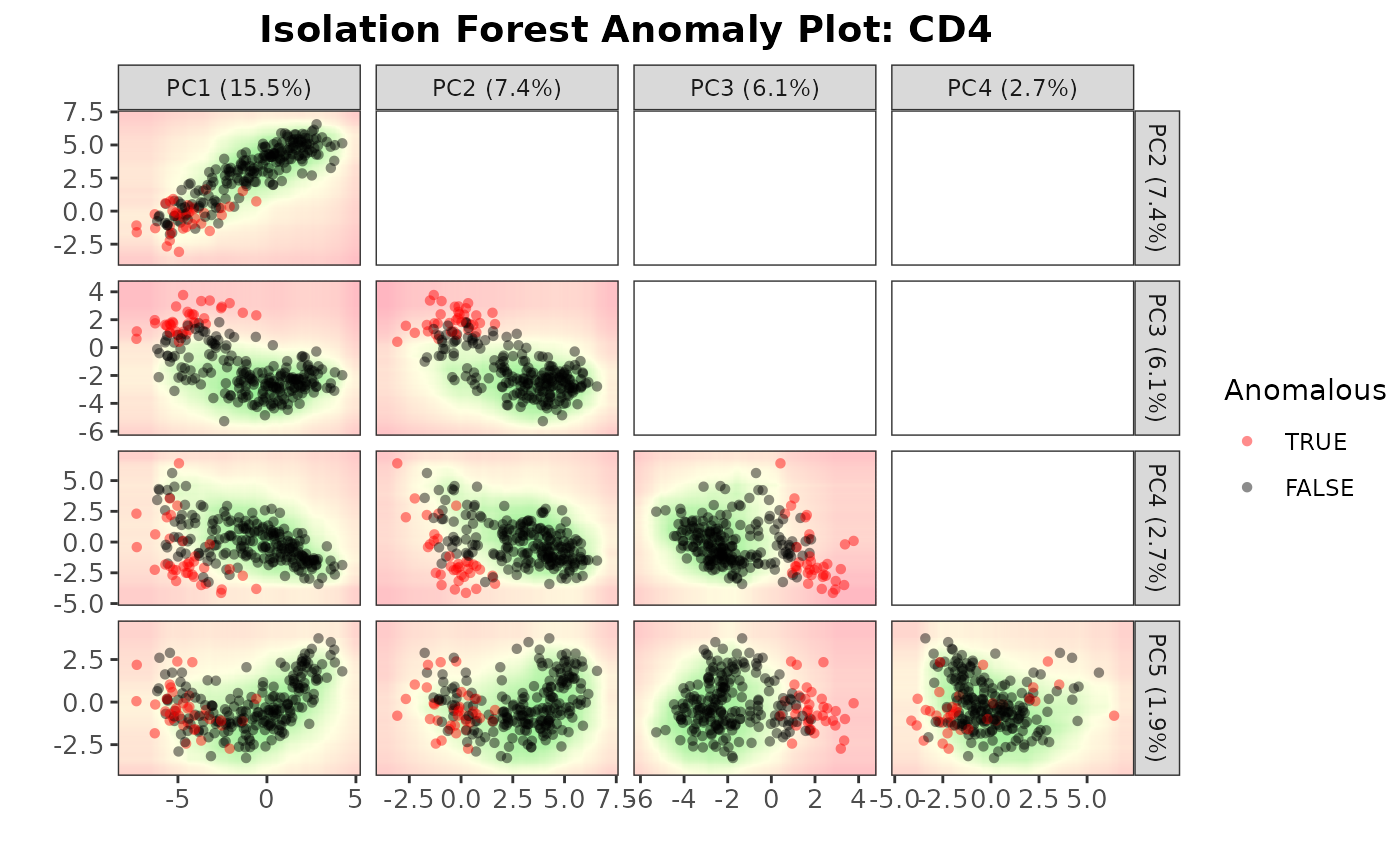 Isolation Forest Anomaly Plot: CD4
PC1 (15.5%) PC2 (7.4%) PC3 (6.1%) PC4 (2.7%)
7.5
5.0
2.5
0.0
-2.5
PC2 (7.4%)
4
2
0
-2
-4
-6
PC3 (6.1%)
5.0
2.5
0.0
-2.5
-5.0
PC4 (2.7%)
2.5
0.0
-2.5
PC5 (1.9%)
-5 0 5 -2.5 0.0 2.5 5.0 7.5 -6 -4 -2 0 2 4 -5.0 -2.5 0.0 2.5 5.0
Anomalous
TRUE
FALSE